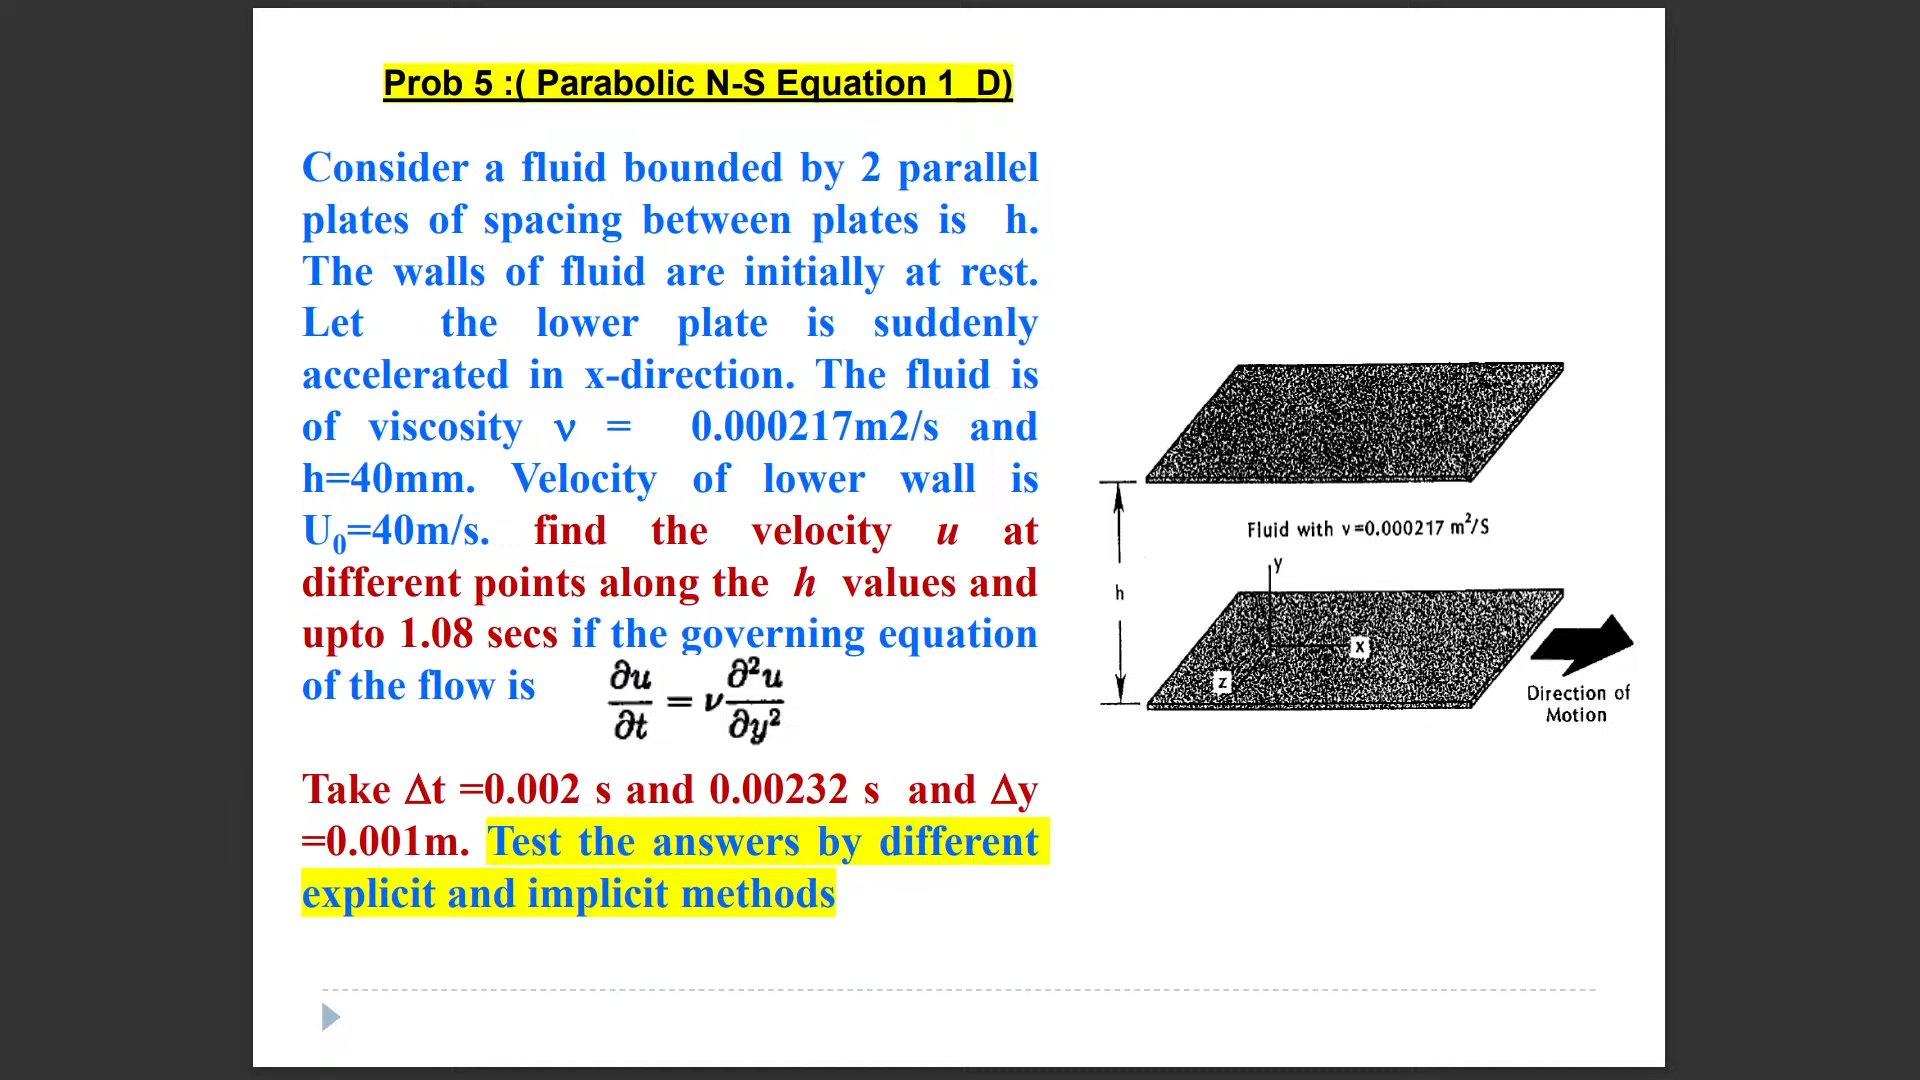 Prob 5 :( Parabolic N-S Equation 1_D)
Consider a fluid bounded by 2 parallel
plates of spacing between plates is h.
The walls of fluid are initially at rest.
Let the lower plate is suddenly
accelerated in x-direction. The fluid is
of viscosity ν = 0.000217m2/s and
h=40mm. Velocity of lower wall is
U₀=40m/s. find the velocity u at
different points along the h values and
upto 1.08 secs if the governing equation
of the flow is ∂u/∂t = ν ∂²u/∂y²
Take Δt =0.002 s and 0.00232 s and Δy
=0.001m. Test the answers by different
explicit and implicit methods
Fluid with ν=0.000217 m²/S
y
h
x
z
Direction of
Motion